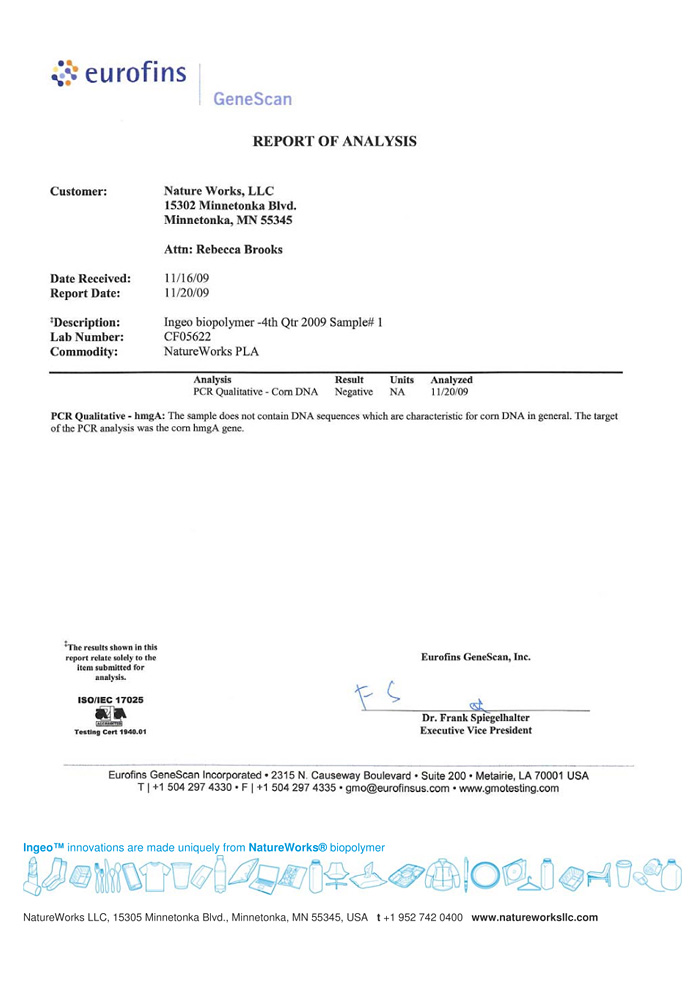 eurofins
GeneScan
REPORT OF ANALYSIS
Customer: Nature Works, LLC
15302 Minnetonka Blvd.
Minnetonka, MN 55345
Attn: Rebecca Brooks
Date Received: 11/16/09
Report Date: 11/20/09
‡Description: Ingeo biopolymer -4th Qtr 2009 Sample# 1
Lab Number: CF05622
Commodity: NatureWorks PLA
Analysis Result Units Analyzed
PCR Qualitative - Corn DNA Negative NA 11/20/09
PCR Qualitative - hmgA: The sample does not contain DNA sequences which are characteristic for corn DNA in general. The target
of the PCR analysis was the corn hmgA gene.
‡The results shown in this
report relate solely to the
item submitted for
analysis.
ISO/IEC 17025
Testing Cert 1940.01
Eurofins GeneScan, Inc.
F S
Dr. Frank Spiegelhalter
Executive Vice President
Eurofins GeneScan Incorporated • 2315 N. Causeway Boulevard • Suite 200 • Metairie, LA 70001 USA
T | +1 504 297 4330 • F | +1 504 297 4335 • gmo@eurofinsus.com • www.gmotesting.com
Ingeo™ innovations are made uniquely from NatureWorks® biopolymer
NatureWorks LLC, 15305 Minnetonka Blvd., Minnetonka, MN 55345, USA t +1 952 742 0400 www.natureworksllc.com